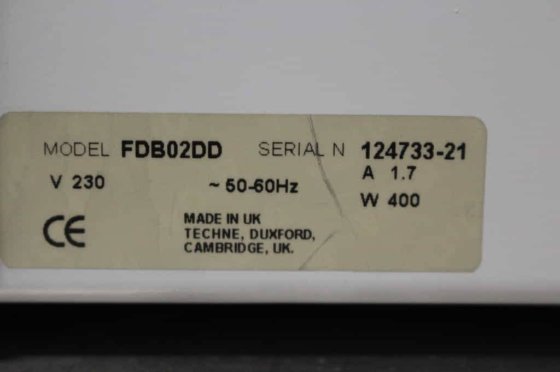 MODEL FDB02DD SERIAL N 124733-21
V 230 ~ 50-60Hz A 1.7
W 400
CE
MADE IN UK
TECHNE, DUXFORD,
CAMBRIDGE, UK.